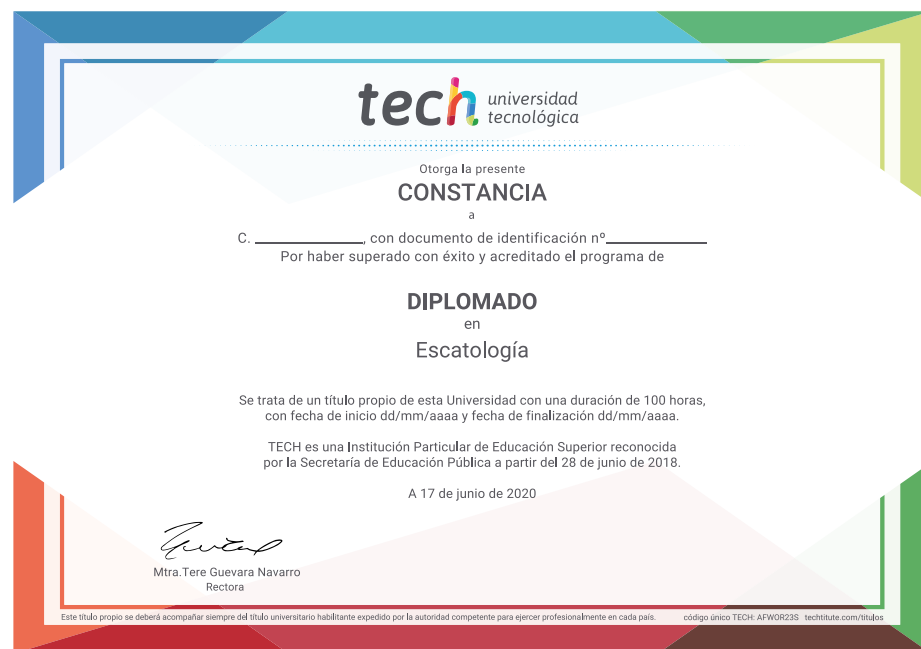 tech universidad
tecnológica
Otorga la presente
CONSTANCIA
a
C. ____________, con documento de identificación nº___________
Por haber superado con éxito y acreditado el programa de
DIPLOMADO
en
Escatología
Se trata de un título propio de esta Universidad con una duración de 100 horas,
con fecha de inicio dd/mm/aaaa y fecha de finalización dd/mm/aaaa.
TECH es una Institución Particular de Educación Superior reconocida
por la Secretaría de Educación Pública a partir del 28 de junio de 2018.
A 17 de junio de 2020
Mtra.Tere Guevara Navarro
Rectora
Este título propio se deberá acompañar siempre del título universitario habilitante expedido por la autoridad competente para ejercer profesionalmente en cada país. código único TECH: AFWOR23S techtitute.com/titulos